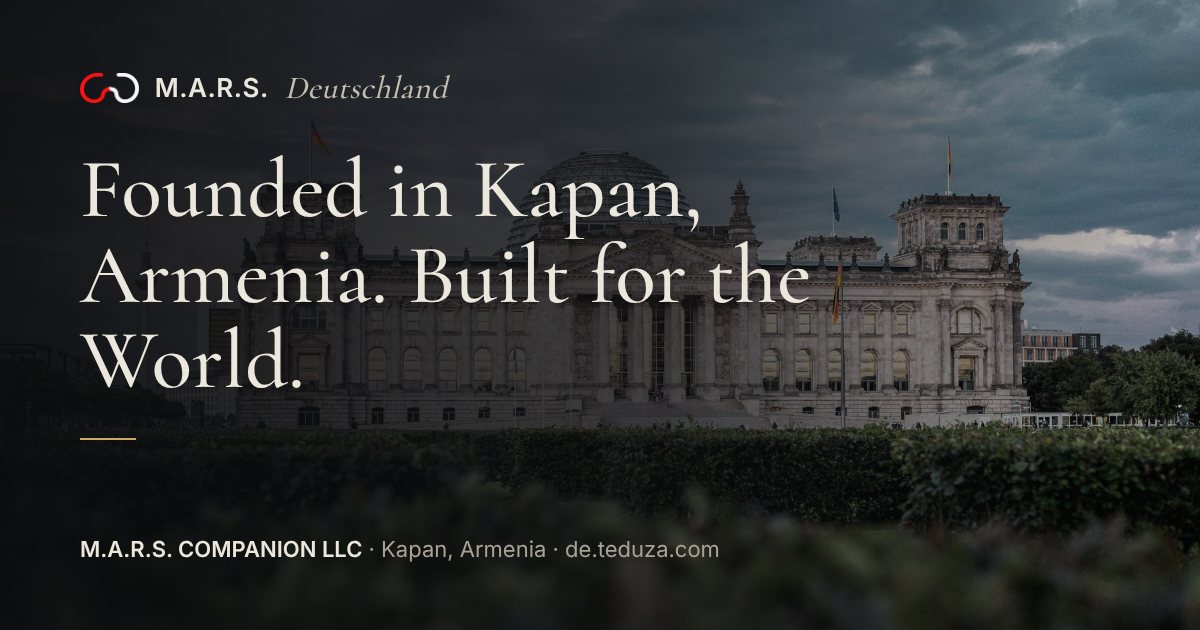 M.A.R.S. Deutschland
Founded in Kapan,
Armenia. Built for the
World.
M.A.R.S. COMPANION LLC · Kapan, Armenia · de.teduza.com